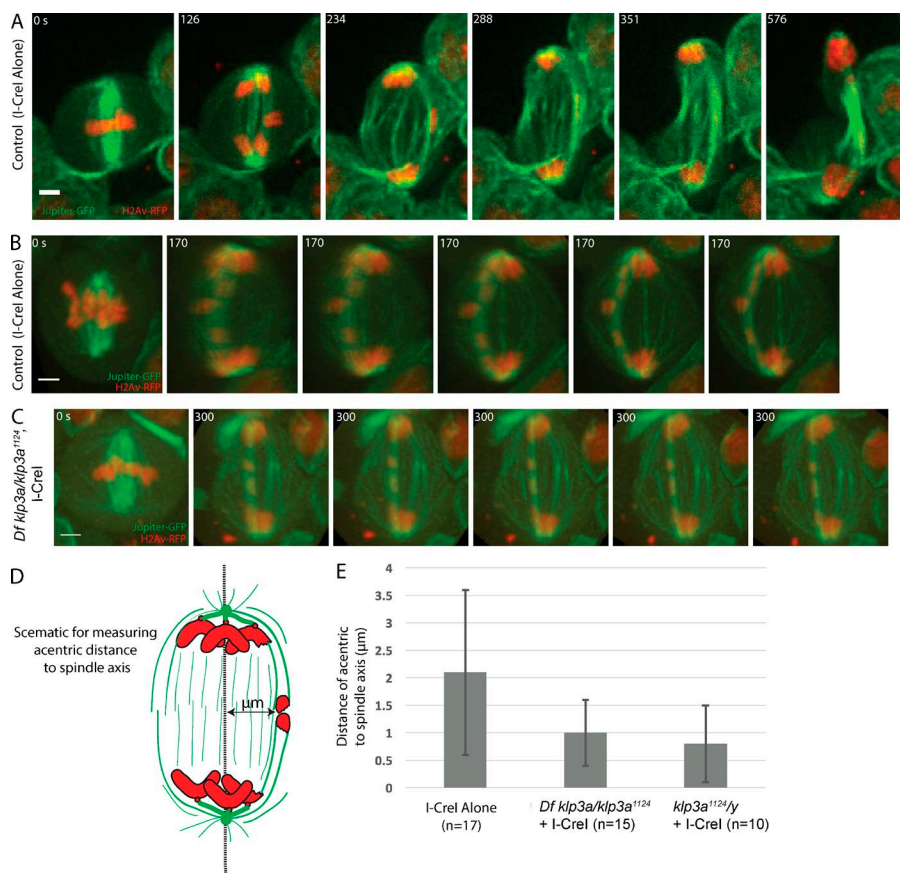 A
Control (I-CreI Alone)
0 s
126
234
288
351
576
Jupiter-GFP
H2Av-RFP
B
Control (I-CreI Alone)
0 s
170
170
170
170
170
Jupiter-GFP
H2Av-RFP
C
Df klp3a/klp3a¹¹²⁴,
I-CreI
0 s
300
300
300
300
300
Jupiter-GFP
H2Av-RFP
D
Scematic for measuring
acentric distance
to spindle axis
μm
E
Distance of acentric
to spindle axis (μm)
4
3.5
3
2.5
2
1.5
1
0.5
0
I-CreI Alone
(n=17)
Df klp3a/klp3a¹¹²⁴
+ I-CreI (n=15)
klp3a¹¹²⁴/y
+ I-CreI (n=10)